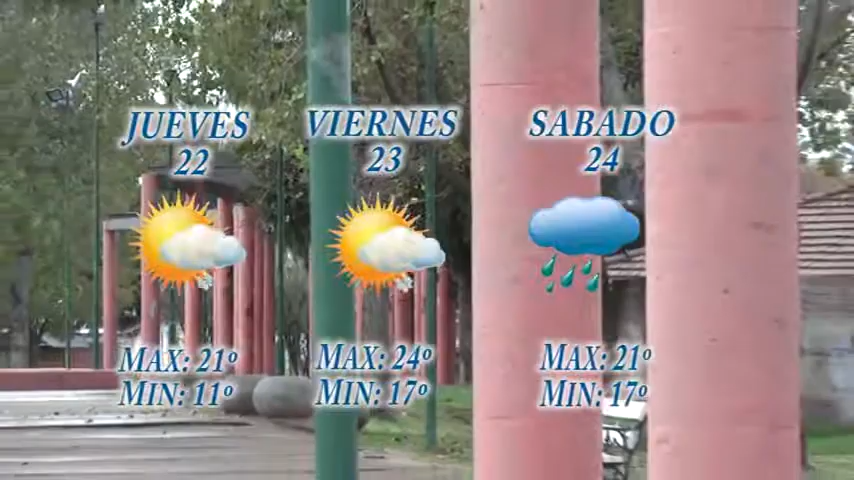 JUEVES
22
MAX: 21º
MIN: 11º
VIERNES
23
MAX: 24º
MIN: 17º
SABADO
24
MAX: 21º
MIN: 17º